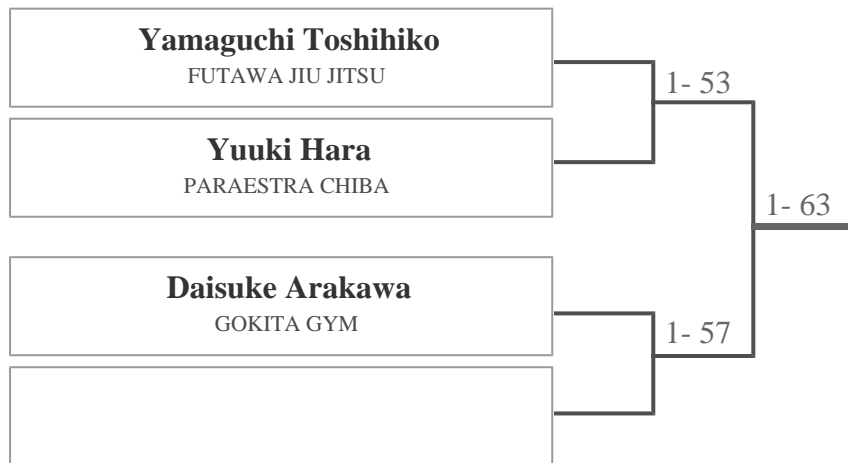 Yamaguchi Toshihiko
FUTAWA JIU JITSU
1- 53
Yuuki Hara
PARAESTRA CHIBA
1- 63
Daisuke Arakawa
GOKITA GYM
1- 57